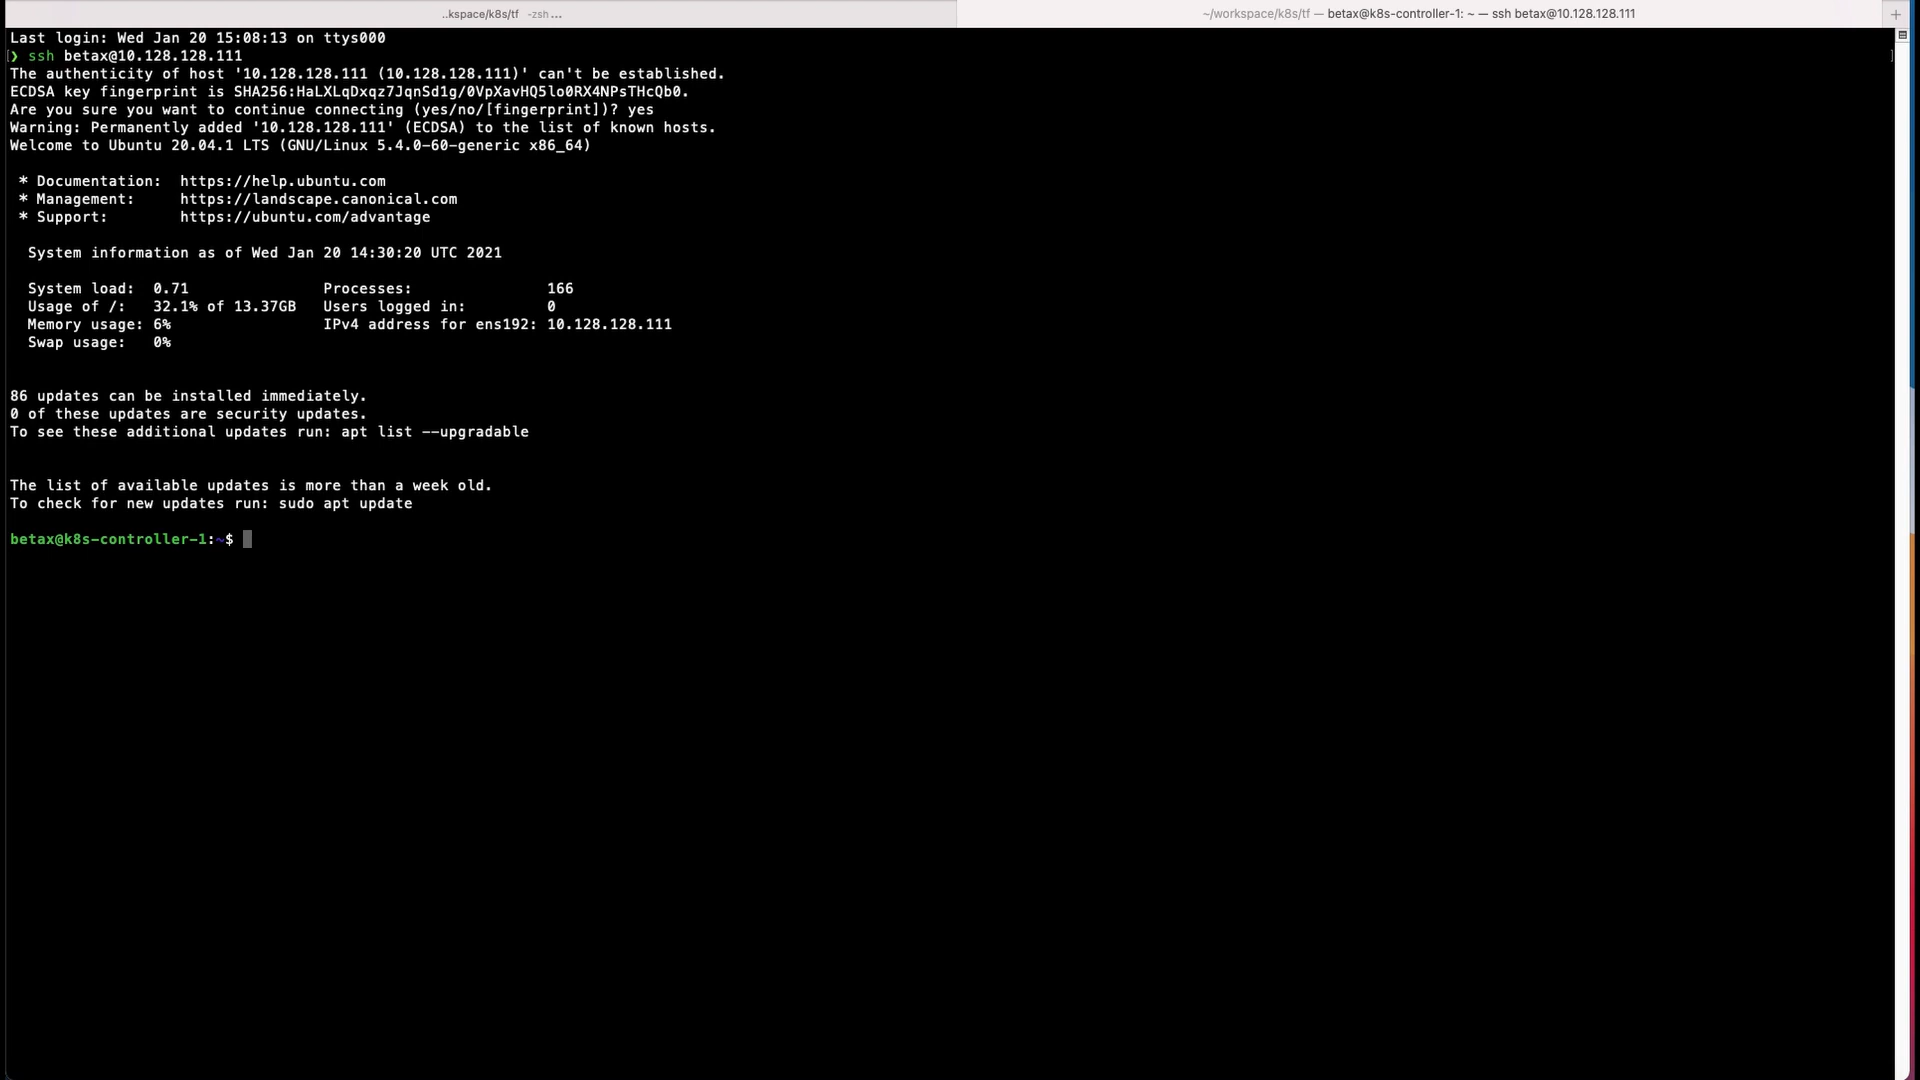 ..kspace/k8s/tf -zsh...
~/workspace/k8s/tf — betax@k8s-controller-1: ~ — ssh betax@10.128.128.111
+
Last login: Wed Jan 20 15:08:13 on ttys000
[❯ ssh betax@10.128.128.111 ]
The authenticity of host '10.128.128.111 (10.128.128.111)' can't be established.
ECDSA key fingerprint is SHA256:HaLXLqDxqz7JqnSd1g/0VpXavHQ5lo0RX4NPsTHcQb0.
Are you sure you want to continue connecting (yes/no/[fingerprint])? yes
Warning: Permanently added '10.128.128.111' (ECDSA) to the list of known hosts.
Welcome to Ubuntu 20.04.1 LTS (GNU/Linux 5.4.0-60-generic x86_64)
* Documentation:  https://help.ubuntu.com
* Management:     https://landscape.canonical.com
* Support:        https://ubuntu.com/advantage
System information as of Wed Jan 20 14:30:20 UTC 2021
System load:  0.71               Processes:               166
Usage of /:   32.1% of 13.37GB   Users logged in:         0
Memory usage: 6%                 IPv4 address for ens192: 10.128.128.111
Swap usage:   0%
86 updates can be installed immediately.
0 of these updates are security updates.
To see these additional updates run: apt list --upgradable
The list of available updates is more than a week old.
To check for new updates run: sudo apt update
betax@k8s-controller-1:~$